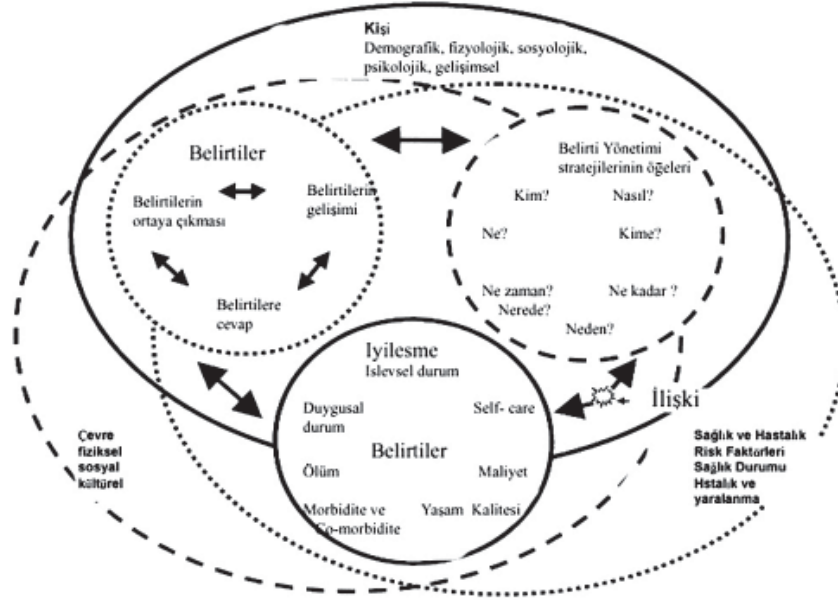 Kişi
Demografik, fizyolojik, sosyolojik,
psikolojik, gelişimsel
Belirtiler
Belirtilerin
ortaya çıkması
Belirtilerin
gelişimi
Belirtilere
cevap
Belirti Yönetimi
stratejilerinin öğeleri
Kim?
Nasıl?
Ne?
Kime?
Ne zaman?
Nerede?
Ne kadar ?
Neden?
Iyilesme
Islevsel durum
Duygusal
durum
Self- care
Belirtiler
Ölüm
Maliyet
Morbidite ve
Co-morbidite
Yaşam Kalitesi
İlişki
Çevre
fiziksel
sosyal
kültürel
Sağlık ve Hastalık
Risk Faktörleri
Sağlık Durumu
Hstalık ve
yaralanma